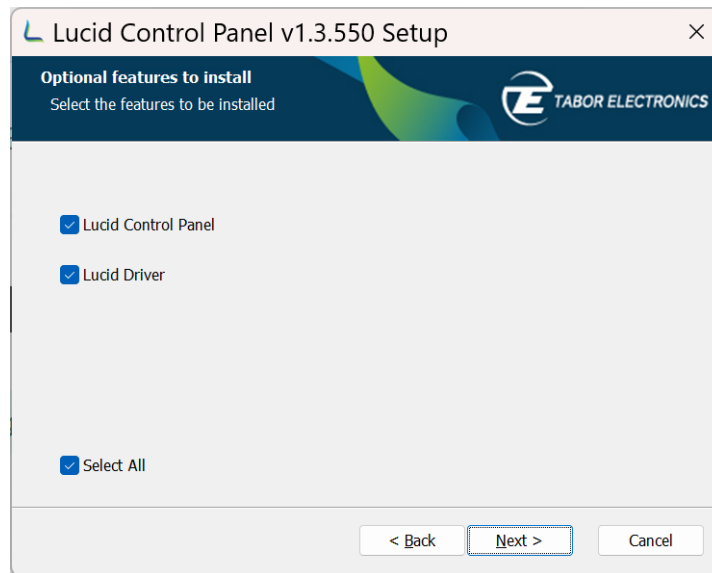 Lucid Control Panel v1.3.550 Setup
Optional features to install
Select the features to be installed
TABOR ELECTRONICS
Lucid Control Panel
Lucid Driver
Select All
< Back
Next >
Cancel